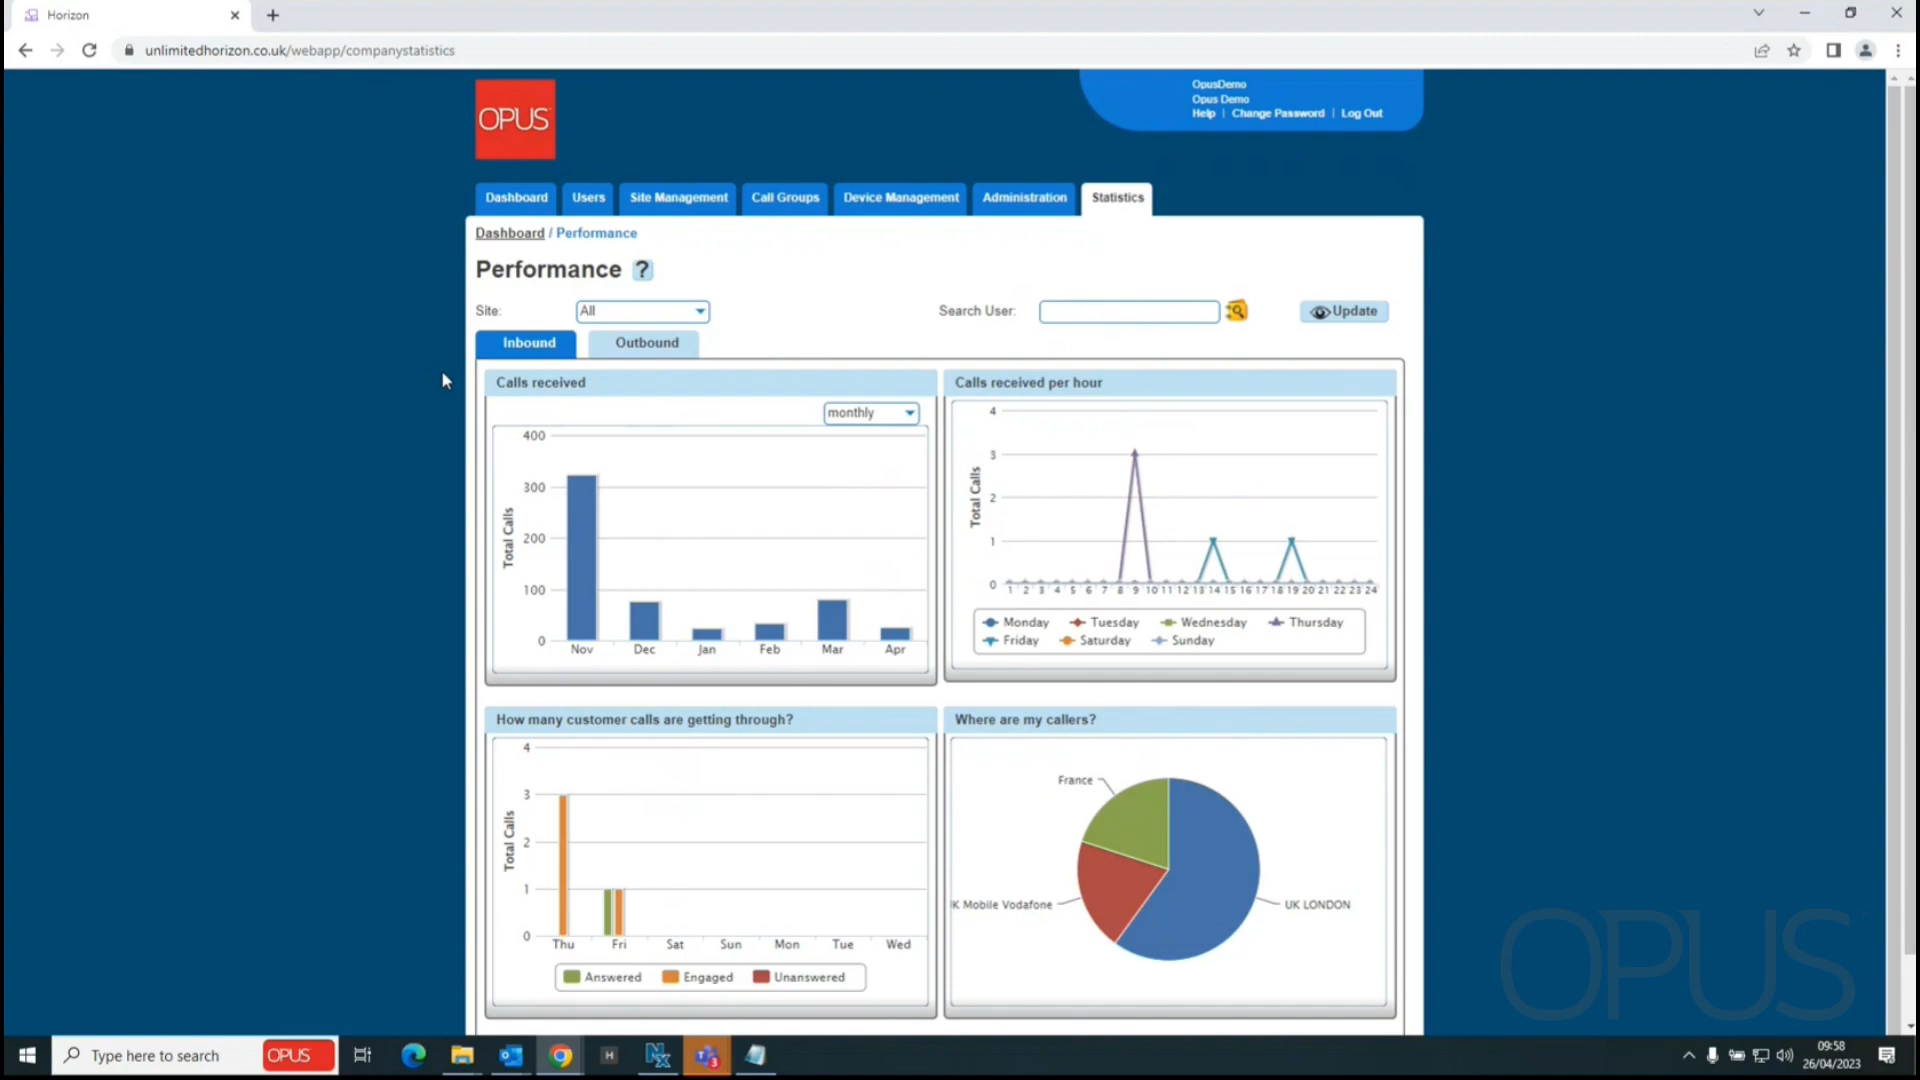 Horizon
unlimitedhorizon.co.uk/webapp/companystatistics
OPUS
OpusDemo
Opus Demo
Help | Change Password | Log Out
Dashboard Users Site Management Call Groups Device Management Administration Statistics
Dashboard / Performance
Performance ?
Site: All Search User: Update
Inbound Outbound
Calls received
monthly
400
300
200
100
0
Total Calls
Nov Dec Jan Feb Mar Apr
Calls received per hour
4
3
2
1
0
Total Calls
1 2 3 4 5 6 7 8 9 10 11 12 13 14 15 16 17 18 19 20 21 22 23 24
Monday Tuesday Wednesday Thursday
Friday Saturday Sunday
How many customer calls are getting through?
4
3
2
1
0
Total Calls
Thu Fri Sat Sun Mon Tue Wed
Answered Engaged Unanswered
Where are my callers?
France
K Mobile Vodafone
UK LONDON
OPUS
Type here to search OPUS
H
3
09:58
26/04/2023